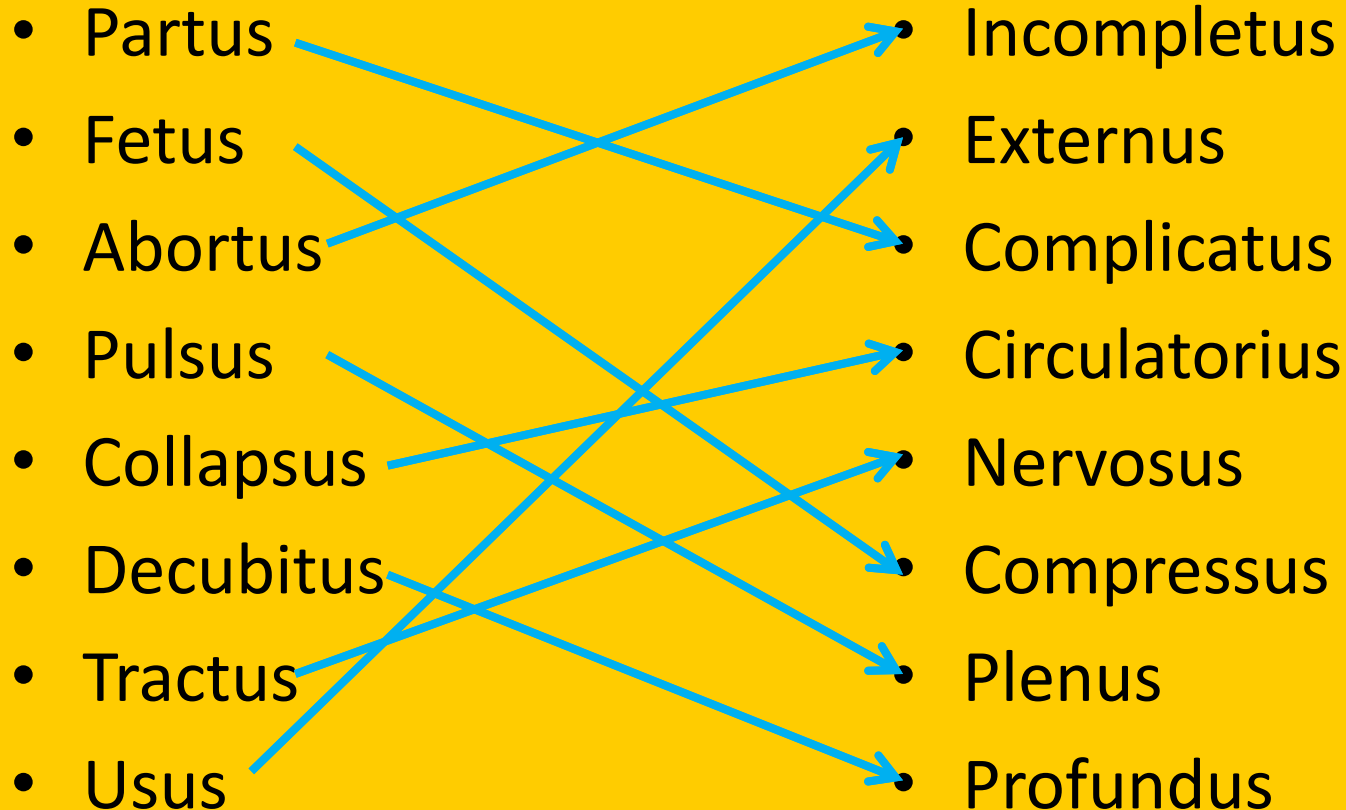 • Partus
• Fetus
• Abortus
• Pulsus
• Collapsus
• Decubitus
• Tractus
• Usus
• Incompletus
• Externus
• Complicatus
• Circulatorius
• Nervosus
• Compressus
• Plenus
• Profundus